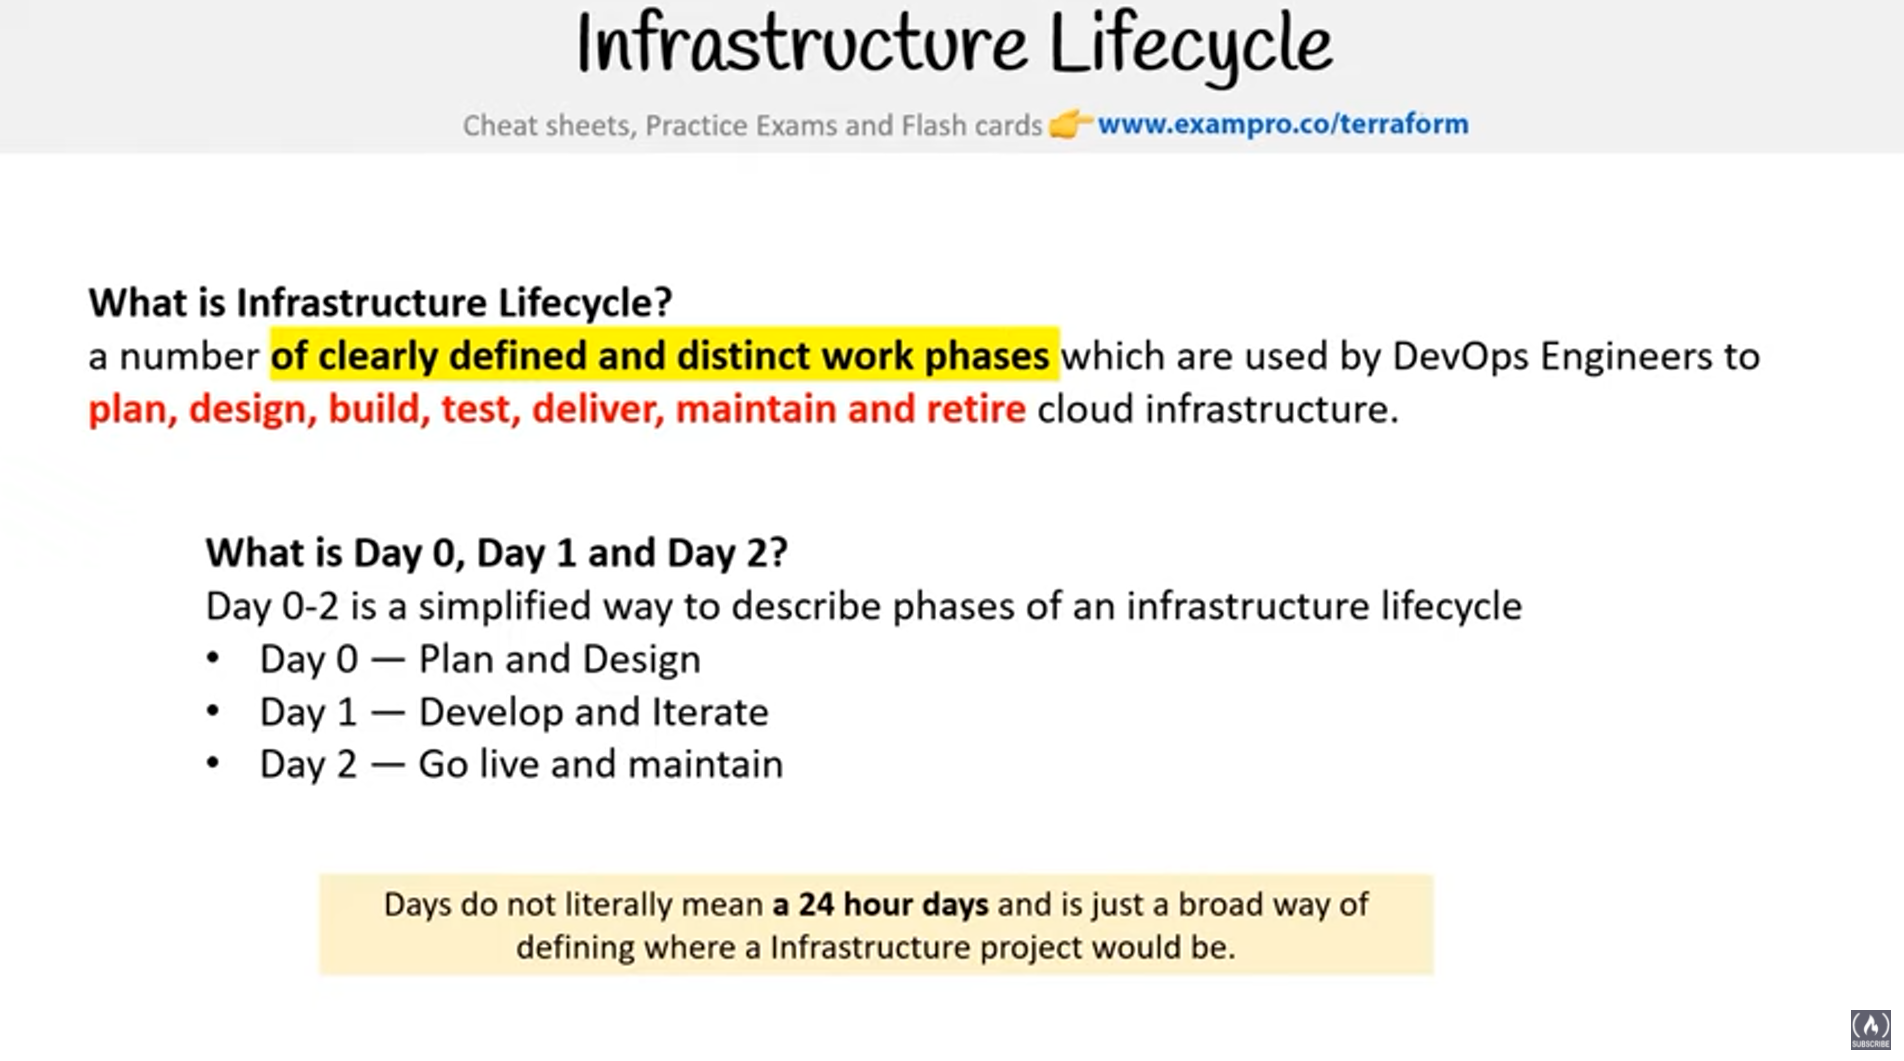 Infrastructure Lifecycle
Cheat sheets, Practice Exams and Flash cards 👉 www.exampro.co/terraform
What is Infrastructure Lifecycle?
a number of clearly defined and distinct work phases which are used by DevOps Engineers to
plan, design, build, test, deliver, maintain and retire cloud infrastructure.
What is Day 0, Day 1 and Day 2?
Day 0-2 is a simplified way to describe phases of an infrastructure lifecycle
• Day 0 — Plan and Design
• Day 1 — Develop and Iterate
• Day 2 — Go live and maintain
Days do not literally mean a 24 hour days and is just a broad way of
defining where a Infrastructure project would be.
SUBSCRIBE